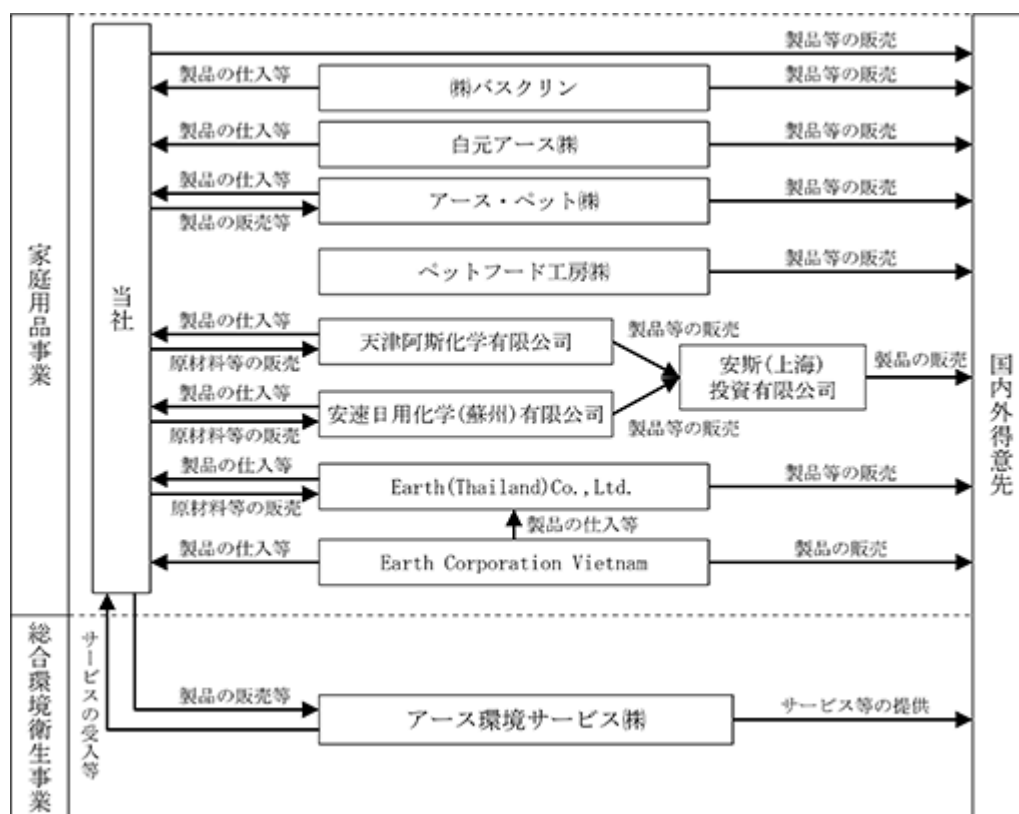 家庭用品事業
当社
国内外得意先
製品等の販売
製品の仕入等
㈱バスクリン
製品等の販売
製品の仕入等
白元アース㈱
製品等の販売
製品の仕入等
製品の販売等
アース・ペット㈱
製品等の販売
ペットフード工房㈱
製品等の販売
製品の仕入等
原材料等の販売
天津阿斯化学有限公司
製品等の販売
安斯(上海)
投資有限公司
製品の販売
製品の仕入等
原材料等の販売
安速日用化学(蘇州)有限公司
製品等の販売
製品の仕入等
原材料等の販売
Earth(Thailand)Co.,Ltd.
製品等の販売
製品の仕入等
製品の仕入等
Earth Corporation Vietnam
製品の販売
総合環境衛生事業
サービスの受入等
製品の販売等
アース環境サービス㈱
サービス等の提供